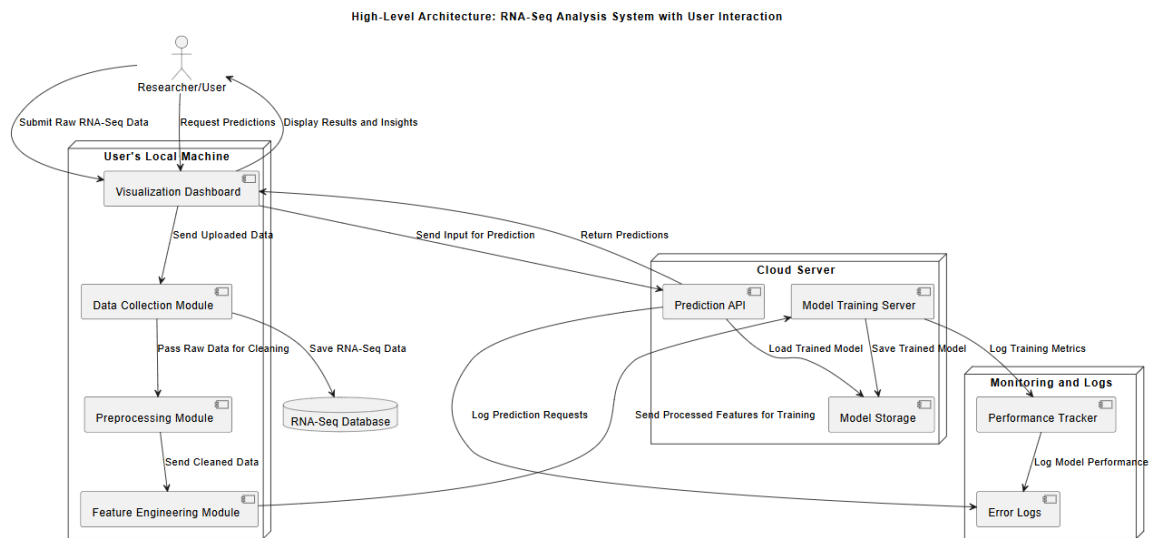 High-Level Architecture: RNA-Seq Analysis System with User Interaction
Researcher/User
Submit Raw RNA-Seq Data
Request Predictions
Display Results and Insights
User's Local Machine
Visualization Dashboard
Send Uploaded Data
Send Input for Prediction
Return Predictions
Cloud Server
Data Collection Module
Prediction API
Model Training Server
Pass Raw Data for Cleaning
Save RNA-Seq Data
Load Trained Model
Save Trained Model
Log Training Metrics
Monitoring and Logs
Preprocessing Module
RNA-Seq Database
Log Prediction Requests
Send Processed Features for Training
Model Storage
Performance Tracker
Send Cleaned Data
Log Model Performance
Feature Engineering Module
Error Logs